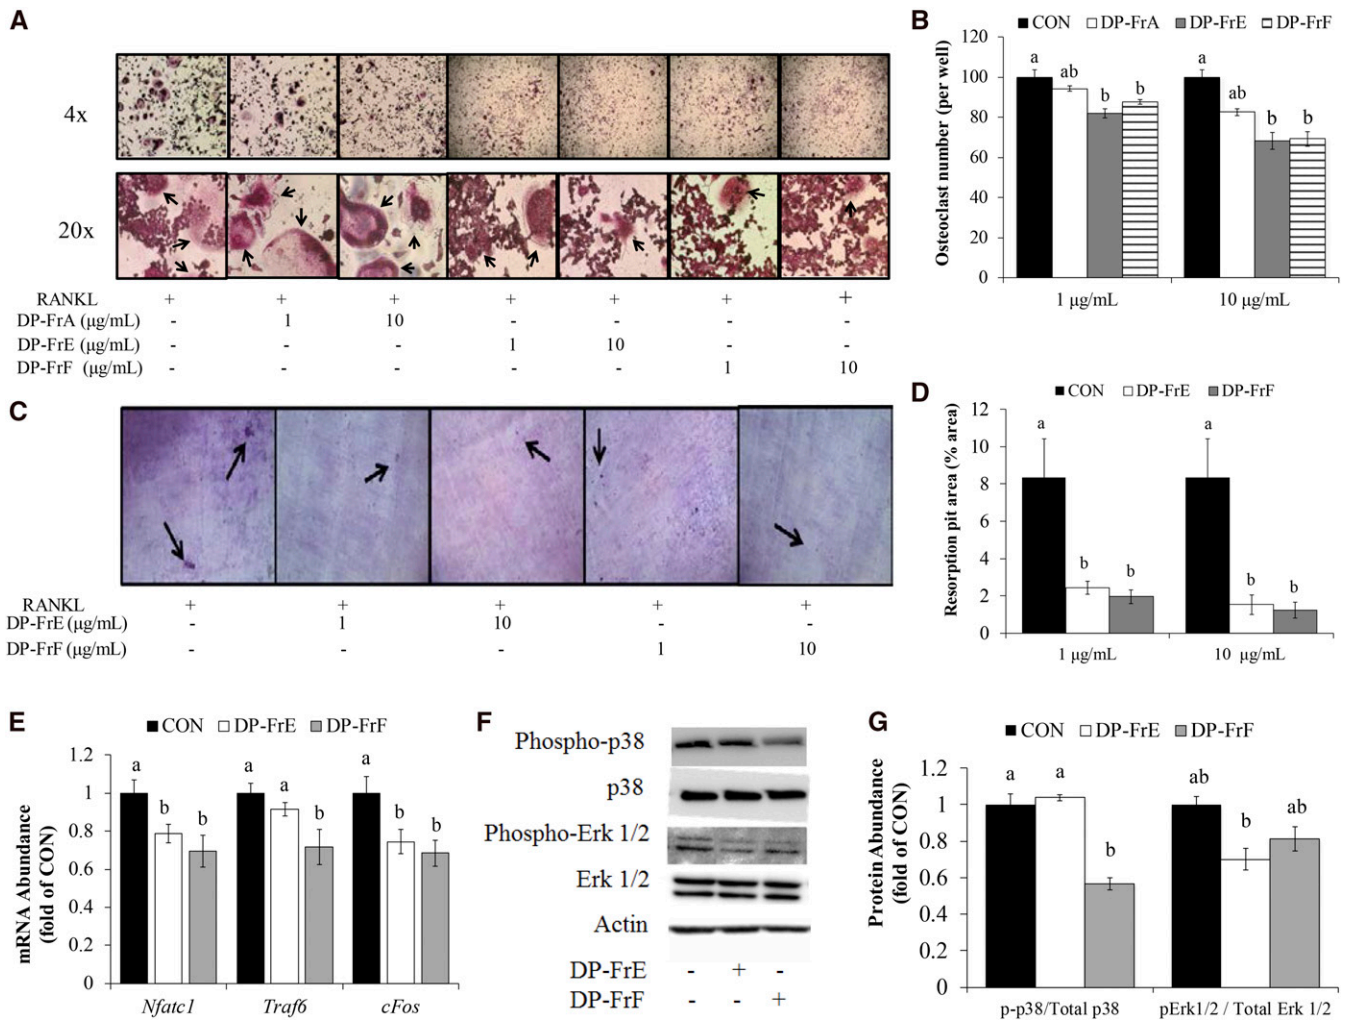 A
4x
20x
RANKL + + + + + + +
DP-FrA (μg/mL) - 1 10 - - - -
DP-FrE (μg/mL) - - - 1 10 - -
DP-FrF (μg/mL) - - - - - 1 10
B
CON DP-FrA DP-FrE DP-FrF
Osteoclast number (per well)
120
100
80
60
40
20
0
a ab b b a ab b b
1 μg/mL 10 μg/mL
C
RANKL + + + + +
DP-FrE (μg/mL) - 1 10 - -
DP-FrF (μg/mL) - - - 1 10
D
CON DP-FrE DP-FrF
Resorption pit area (% area)
12
10
8
6
4
2
0
a b b a b b
1 μg/mL 10 μg/mL
E
CON DP-FrE DP-FrF
mRNA Abundance
(fold of CON)
1.2
1
0.8
0.6
0.4
0.2
0
a b b a a b a b b
Nfatc1 Traf6 cFos
F
Phospho-p38
p38
Phospho-Erk 1/2
Erk 1/2
Actin
DP-FrE - + -
DP-FrF - - +
G
CON DP-FrE DP-FrF
Protein Abundance
(fold of CON)
1.2
1
0.8
0.6
0.4
0.2
0
a a b ab b ab
p-p38/Total p38 pErk1/2 / Total Erk 1/2